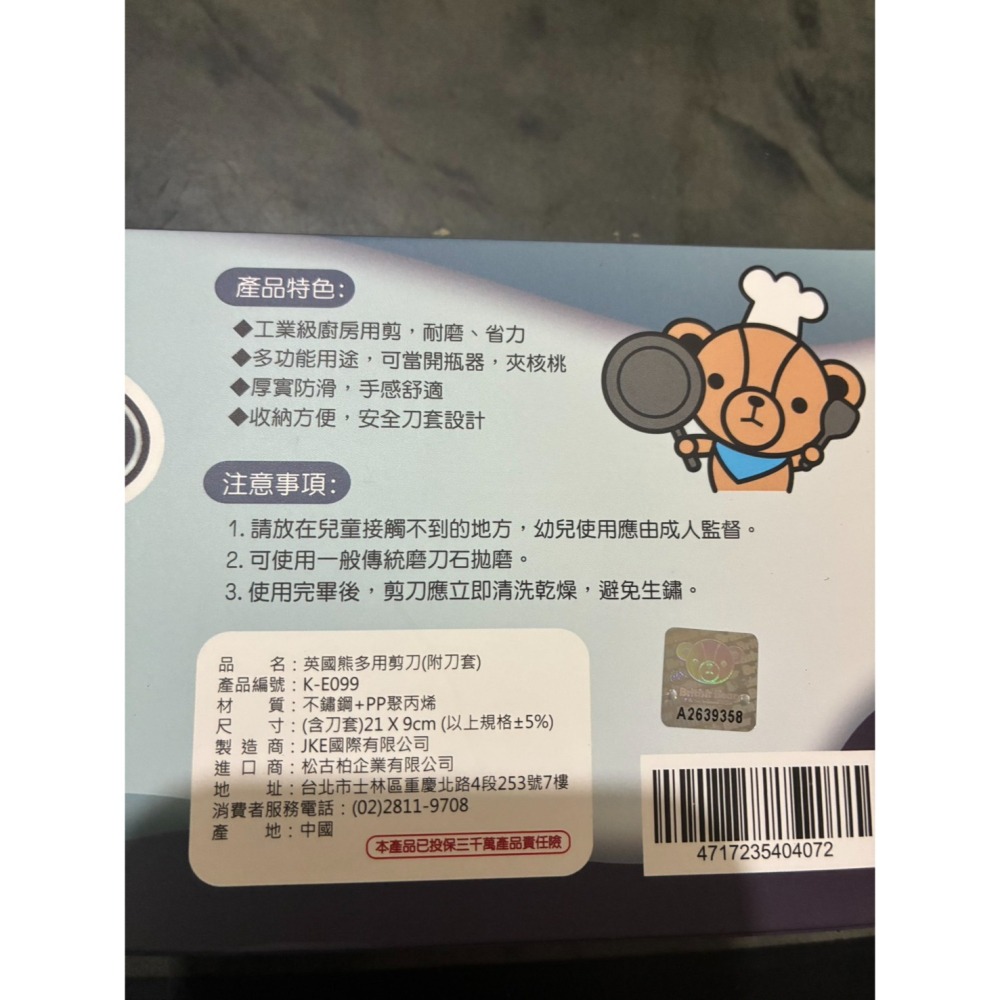 產品特色:
◆工業級廚房用剪，耐磨、省力
◆多功能用途，可當開瓶器，夾核桃
◆厚實防滑，手感舒適
◆收納方便，安全刀套設計
注意事項:
1. 請放在兒童接觸不到的地方，幼兒使用應由成人監督。
2. 可使用一般傳統磨刀石拋磨。
3. 使用完畢後，剪刀應立即清洗乾燥，避免生鏽。
品名：英國熊多用剪刀(附刀套)
產品編號：K-E099
材質：不鏽鋼+PP聚丙烯
尺寸：(含刀套)21 X 9cm (以上規格±5%)
製造商：JKE國際有限公司
進口商：松古柏企業有限公司
地址：台北市士林區重慶北路4段253號7樓
消費者服務電話：(02)2811-9708
產地：中國
本產品已投保三千萬產品責任險
British Bear
A2639358
4717235404072